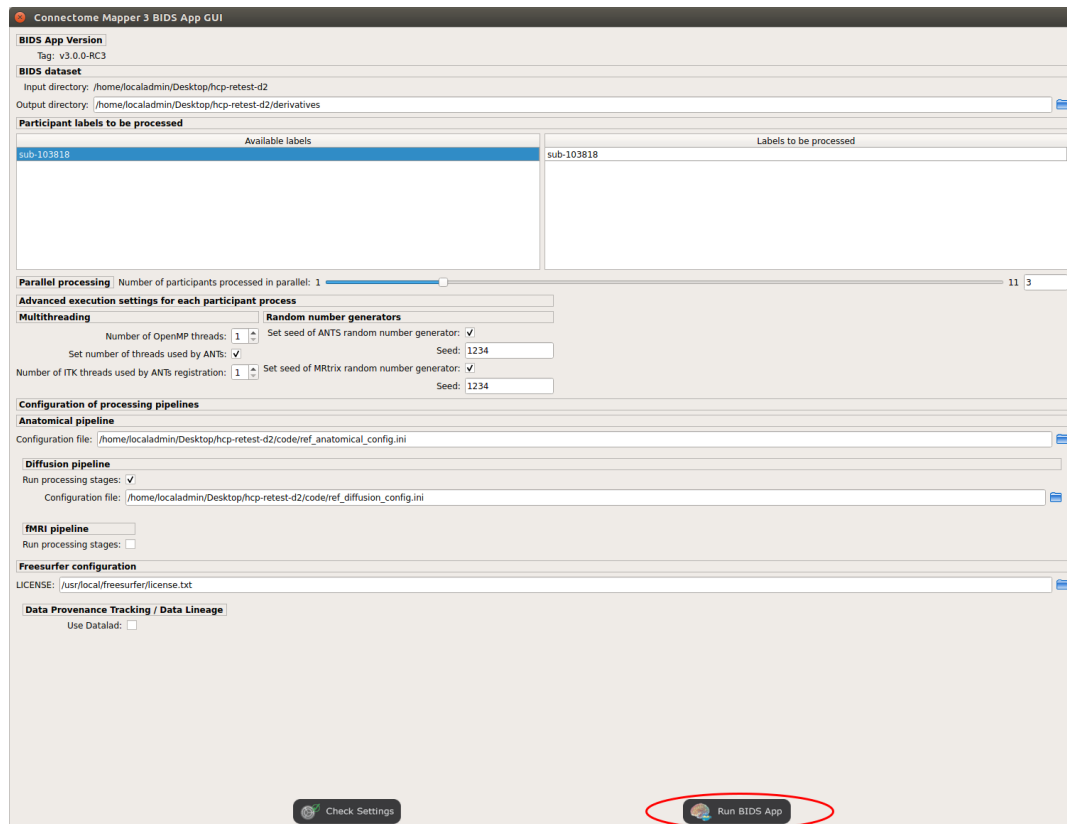 Connectome Mapper 3 BIDS App GUI
BIDS App Version
Tag: v3.0.0-RC3
BIDS dataset
Input directory: /home/localadmin/Desktop/hcp-retest-d2
Output directory: /home/localadmin/Desktop/hcp-retest-d2/derivatives
Participant labels to be processed
Available labels Labels to be processed
sub-103818 sub-103818
Parallel processing Number of participants processed in parallel: 1 11 3
Advanced execution settings for each participant process
Multithreading Random number generators
Number of OpenMP threads: 1 Set seed of ANTS random number generator:
Set number of threads used by ANTs: Seed: 1234
Number of ITK threads used by ANTs registration: 1 Set seed of MRtrix random number generator:
Seed: 1234
Configuration of processing pipelines
Anatomical pipeline
Configuration file: /home/localadmin/Desktop/hcp-retest-d2/code/ref_anatomical_config.ini
Diffusion pipeline
Run processing stages:
Configuration file: /home/localadmin/Desktop/hcp-retest-d2/code/ref_diffusion_config.ini
fMRI pipeline
Run processing stages:
Freesurfer configuration
LICENSE: /usr/local/freesurfer/license.txt
Data Provenance Tracking / Data Lineage
Use Datalad:
Check Settings Run BIDS App